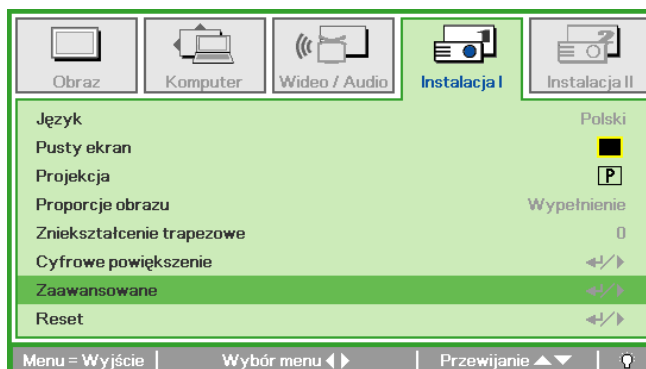 Obraz Komputer Wideo / Audio Instalacja I Instalacja II
Język Polski
Pusty ekran
Projekcja P
Proporcje obrazu Wypełnienie
Zniekształcenie trapezowe 0
Cyfrowe powiększenie
Zaawansowane
Reset
Menu = Wyjście Wybór menu Przewijanie